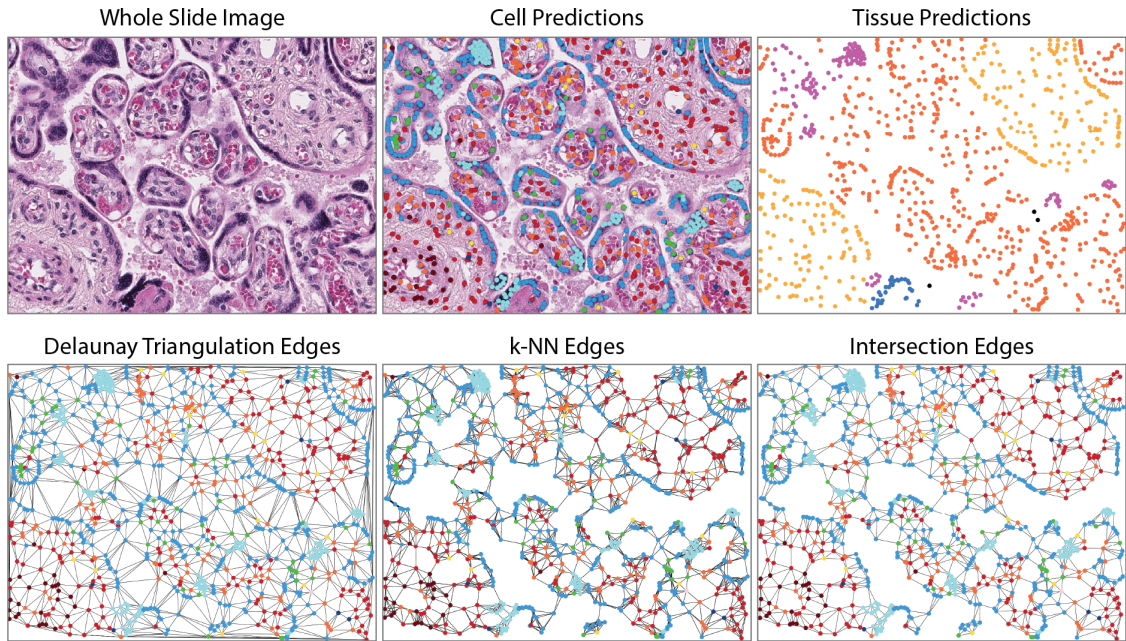 Whole Slide Image
Cell Predictions
Tissue Predictions
Delaunay Triangulation Edges
k-NN Edges
Intersection Edges